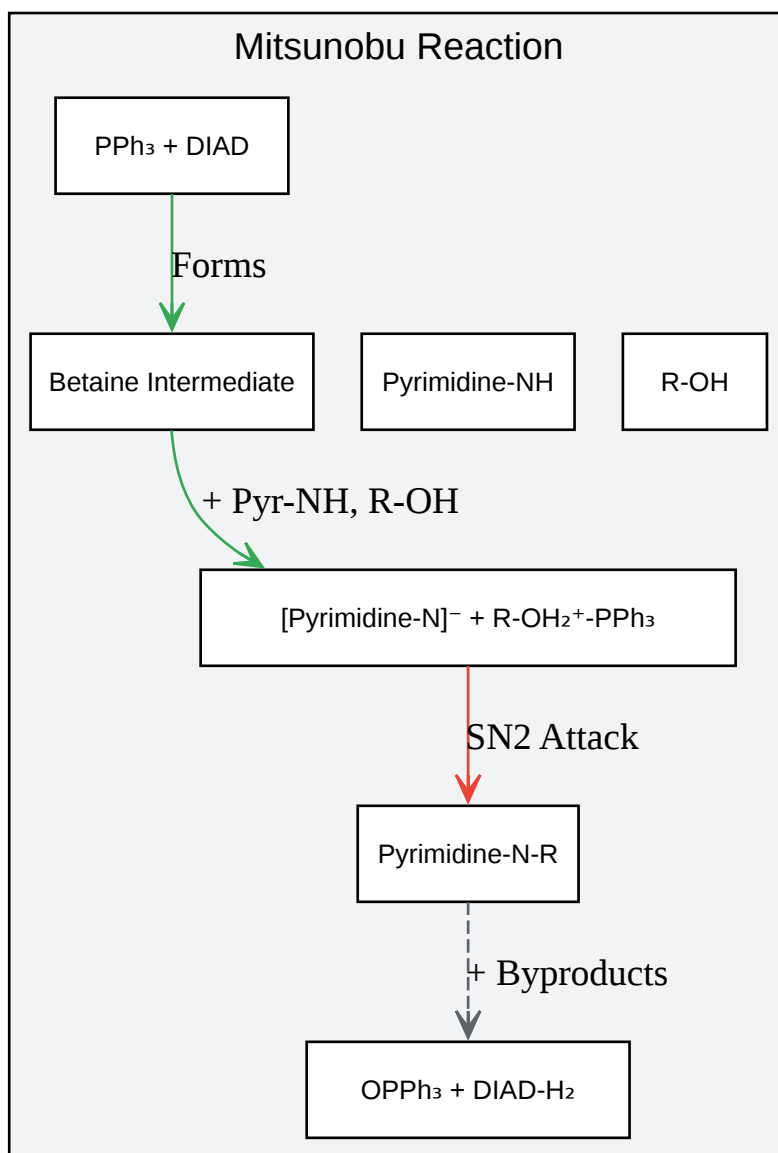 Mitsunobu Reaction
PPh₃ + DIAD
Forms
Betaine Intermediate
Pyrimidine-NH
R-OH
+ Pyr-NH, R-OH
[Pyrimidine-N]⁻ + R-OH₂⁺-PPh₃
SN2 Attack
Pyrimidine-N-R
+ Byproducts
OPPh₃ + DIAD-H₂